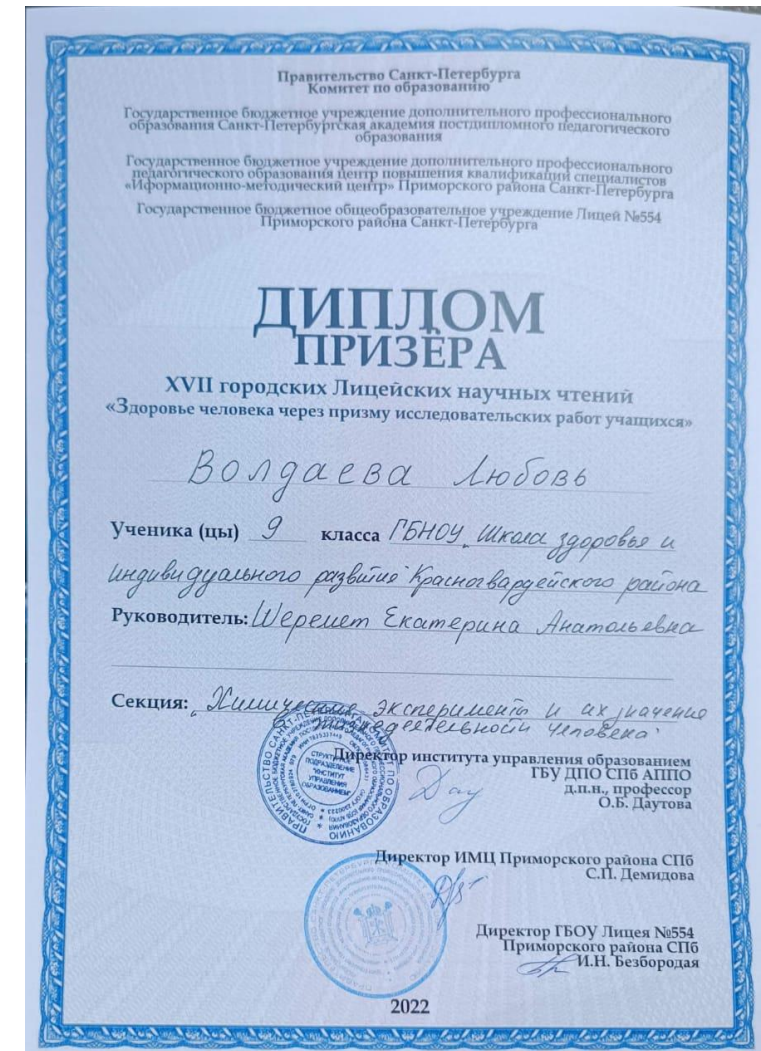 Правительство Санкт-Петербурга
Комитет по образованию
Государственное бюджетное учреждение дополнительного профессионального
образования Санкт-Петербургская академия постдипломного педагогического
образования
Государственное бюджетное учреждение дополнительного профессионального
педагогического образования центр повышения квалификации специалистов
«Иформационно-методический центр» Приморского района Санкт-Петербурга
Государственное бюджетное общеобразовательное учреждение Лицей №554
Приморского района Санкт-Петербурга
ДИПЛОМ
ПРИЗЁРА
XVII городских Лицейских научных чтений
«Здоровье человека через призму исследовательских работ учащихся»
Волдаева Любовь
Ученика (цы) 9 класса ГБНОУ „Школа здоровья и
индивидуального развития" Красногвардейского района
Руководитель: Шеремет Екатерина Анатольевна
Секция: „Химические эксперименты и их значение
в жизнедеятельности человека"
СТРУКТУРНОЕ
ПОДРАЗДЕЛЕНИЕ
"ИНСТИТУТ
УПРАВЛЕНИЯ
ОБРАЗОВАНИЕМ"
Директор института управления образованием
ГБУ ДПО СПб АППО
д.п.н., профессор
О.Б. Даутова
Директор ИМЦ Приморского района СПб
С.П. Демидова
Директор ГБОУ Лицея №554
Приморского района СПб
И.Н. Безбородая
2022